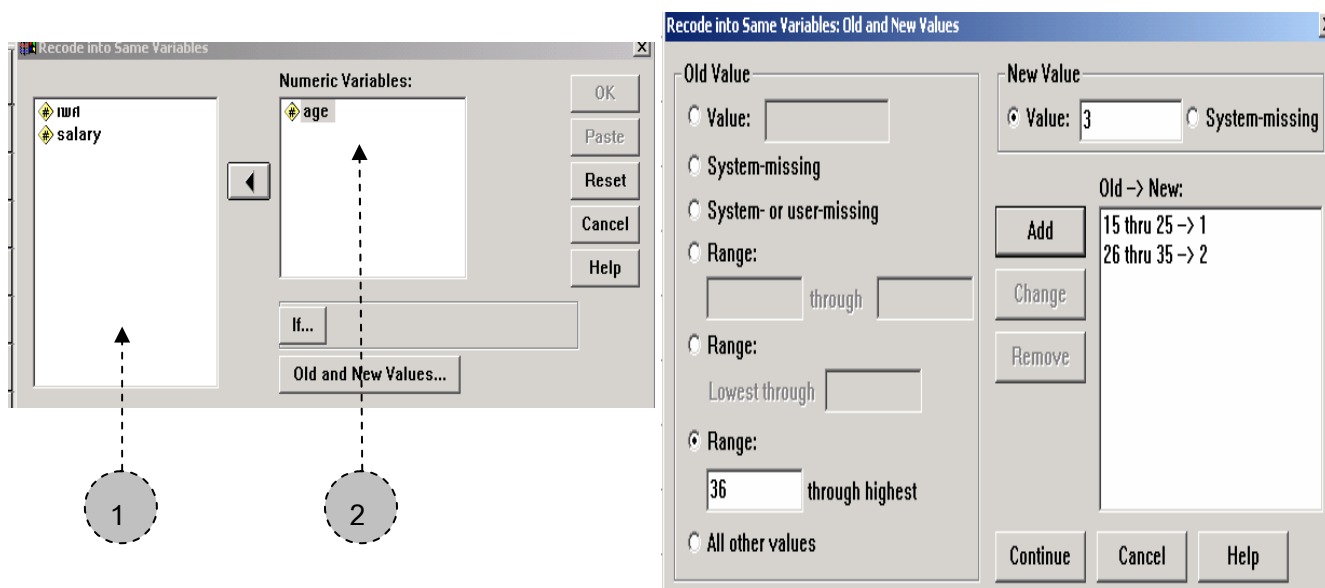 Recode into Same Variables
Numeric Variables:
เพศ
salary
age
OK
Paste
Reset
Cancel
Help
If...
Old and New Values...
1
2
Recode into Same Variables: Old and New Values
Old Value
Value:
System-missing
System- or user-missing
Range:
through
Range:
Lowest through
Range:
36 through highest
All other values
New Value
Value: 3 System-missing
Old -> New:
Add
Change
Remove
15 thru 25 -> 1
26 thru 35 -> 2
Continue Cancel Help